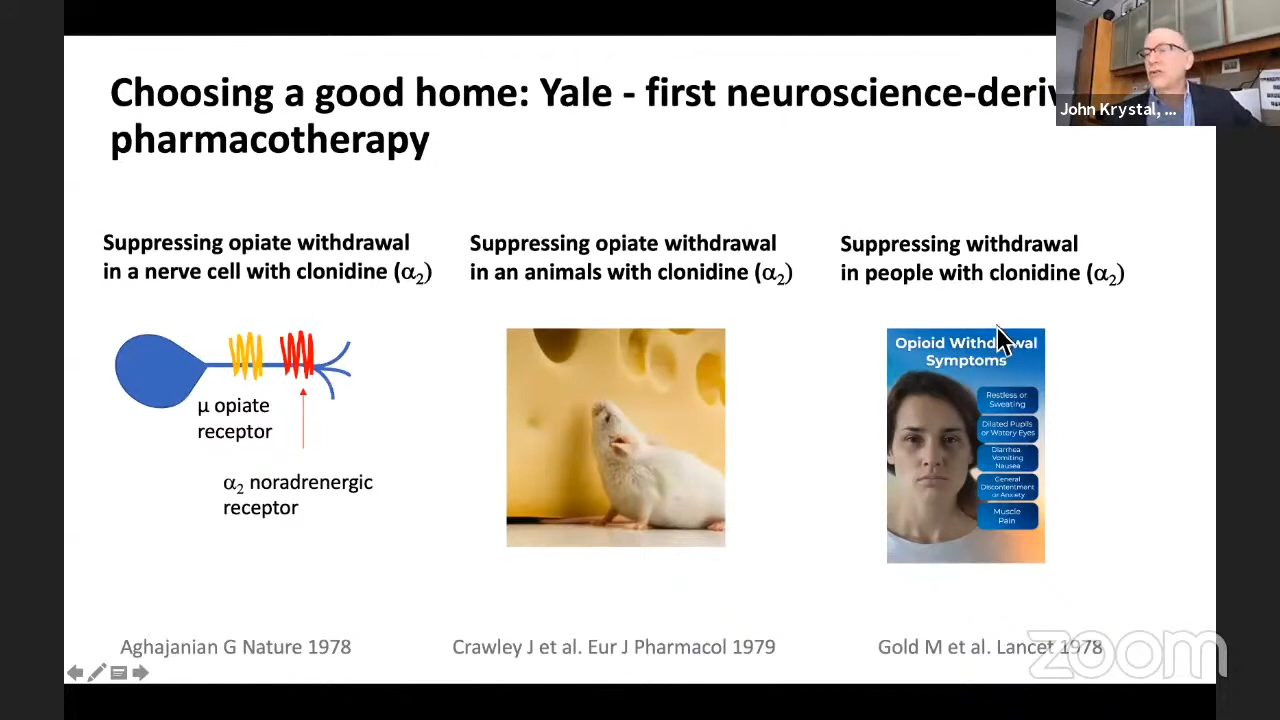 Choosing a good home: Yale - first neuroscience-deriv
pharmacotherapy
John Krystal, ...
Suppressing opiate withdrawal
in a nerve cell with clonidine (α₂)
Suppressing opiate withdrawal
in an animals with clonidine (α₂)
Suppressing withdrawal
in people with clonidine (α₂)
μ opiate
receptor
α₂ noradrenergic
receptor
Opioid Withdrawal
Symptoms
Restless or
Sweating
Dilated Pupils
or Watery Eyes
Diarrhea
Vomiting
Nausea
General
Discontentment
or Anxiety
Muscle
Pain
Aghajanian G Nature 1978
Crawley J et al. Eur J Pharmacol 1979
Gold M et al. Lancet 1978
zoom